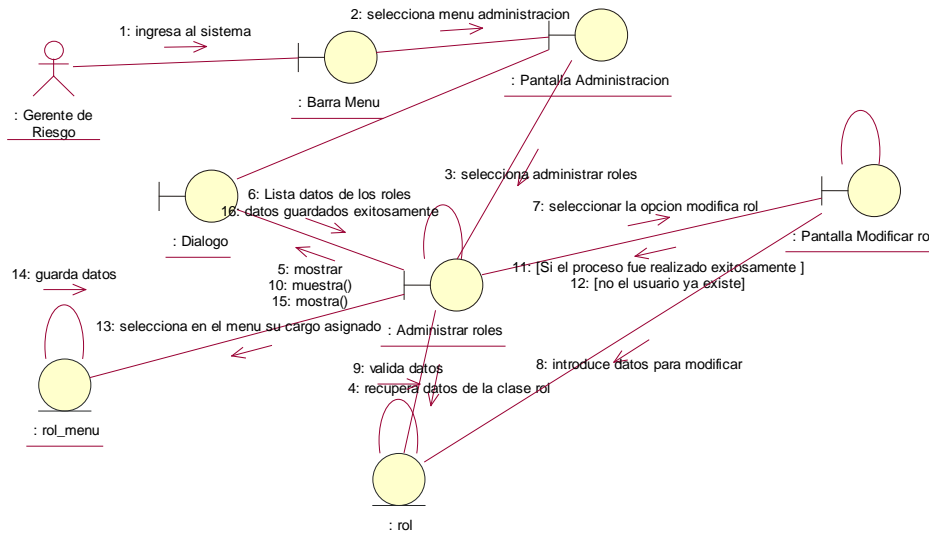 2: selecciona menu administracion
1: ingresa al sistema
: Pantalla Administracion
: Barra Menu
: Gerente de
Riesgo
3: selecciona administrar roles
6: Lista datos de los roles
16: datos guardados exitosamente
7: seleccionar la opcion modifica rol
: Dialogo
: Pantalla Modificar ro
14: guarda datos
5: mostrar
10: muestra()
15: mostra()
11: [Si el proceso fue realizado exitosamente ]
12: [no el usuario ya existe]
13: selecciona en el menu su cargo asignado
: Administrar roles
9: valida datos
8: introduce datos para modificar
4: recupera datos de la clase rol
: rol_menu
: rol